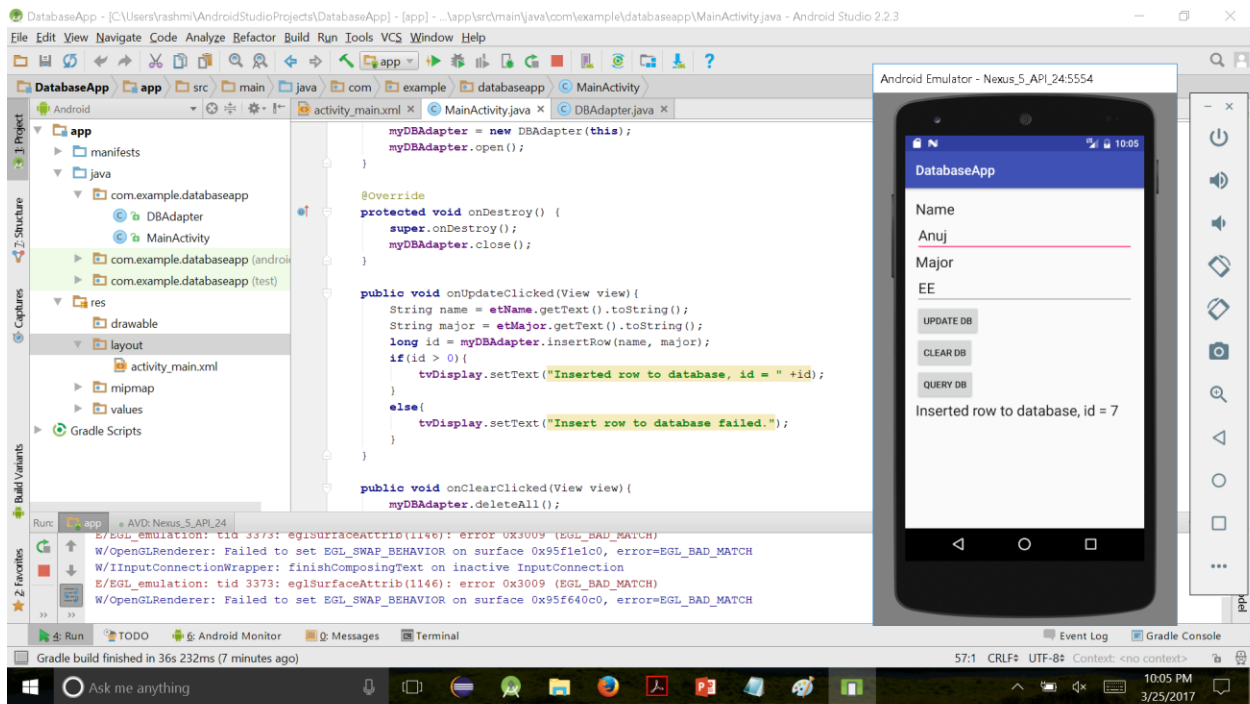 DatabaseApp - [C:\Users\rashmi\AndroidStudioProjects\DatabaseApp] - [app] - ...\app\src\main\java\com\example\databaseapp\MainActivity.java - Android Studio 2.2.3
File Edit View Navigate Code Analyze Refactor Build Run Tools VCS Window Help
app
DatabaseApp app src main java com example databaseapp MainActivity
Android
activity_main.xml MainActivity.java DBAdapter.java
1: Project
Z: Structure
Captures
Build Variants
2: Favorites
app
manifests
java
com.example.databaseapp
DBAdapter
MainActivity
com.example.databaseapp (androi
com.example.databaseapp (test)
res
drawable
layout
activity_main.xml
mipmap
values
Gradle Scripts
myDBAdapter = new DBAdapter(this);
myDBAdapter.open();
}
@Override
protected void onDestroy() {
super.onDestroy();
myDBAdapter.close();
}
public void onUpdateClicked(View view){
String name = etName.getText().toString();
String major = etMajor.getText().toString();
long id = myDBAdapter.insertRow(name, major);
if(id > 0){
tvDisplay.setText("Inserted row to database, id = " +id);
}
else{
tvDisplay.setText("Insert row to database failed.");
}
}
public void onClearClicked(View view){
myDBAdapter.deleteAll();
Android Emulator - Nexus_5_API_24:5554
10:05
DatabaseApp
Name
Anuj
Major
EE
UPDATE DB
CLEAR DB
QUERY DB
Inserted row to database, id = 7
Run: app AVD: Nexus_5_API_24
E/EGL_emulation: tid 3373: eglSurfaceAttrib(1146): error 0x3009 (EGL_BAD_MATCH)
W/OpenGLRenderer: Failed to set EGL_SWAP_BEHAVIOR on surface 0x95f1e1c0, error=EGL_BAD_MATCH
W/IInputConnectionWrapper: finishComposingText on inactive InputConnection
E/EGL_emulation: tid 3373: eglSurfaceAttrib(1146): error 0x3009 (EGL_BAD_MATCH)
W/OpenGLRenderer: Failed to set EGL_SWAP_BEHAVIOR on surface 0x95f640c0, error=EGL_BAD_MATCH
4: Run TODO 6: Android Monitor 0: Messages Terminal Event Log Gradle Console
Gradle build finished in 36s 232ms (7 minutes ago) 57:1 CRLF UTF-8 Context: <no context>
Ask me anything
10:05 PM
3/25/2017